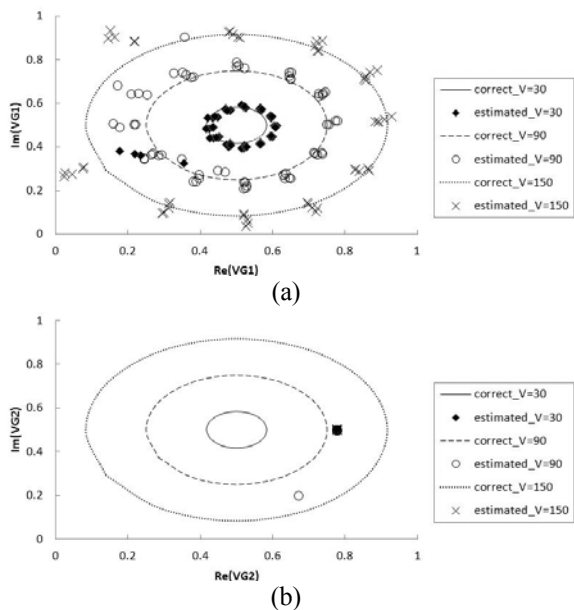 1
0.8
0.6
0.4
0.2
0
Im(VG1)
0 0.2 0.4 0.6 0.8 1
Re(VG1)
correct_V=30
estimated_V=30
correct_V=90
estimated_V=90
correct_V=150
estimated_V=150
(a)
1
0.8
0.6
0.4
0.2
0
Im(VG2)
0 0.2 0.4 0.6 0.8 1
Re(VG2)
correct_V=30
estimated_V=30
correct_V=90
estimated_V=90
correct_V=150
estimated_V=150
(b)